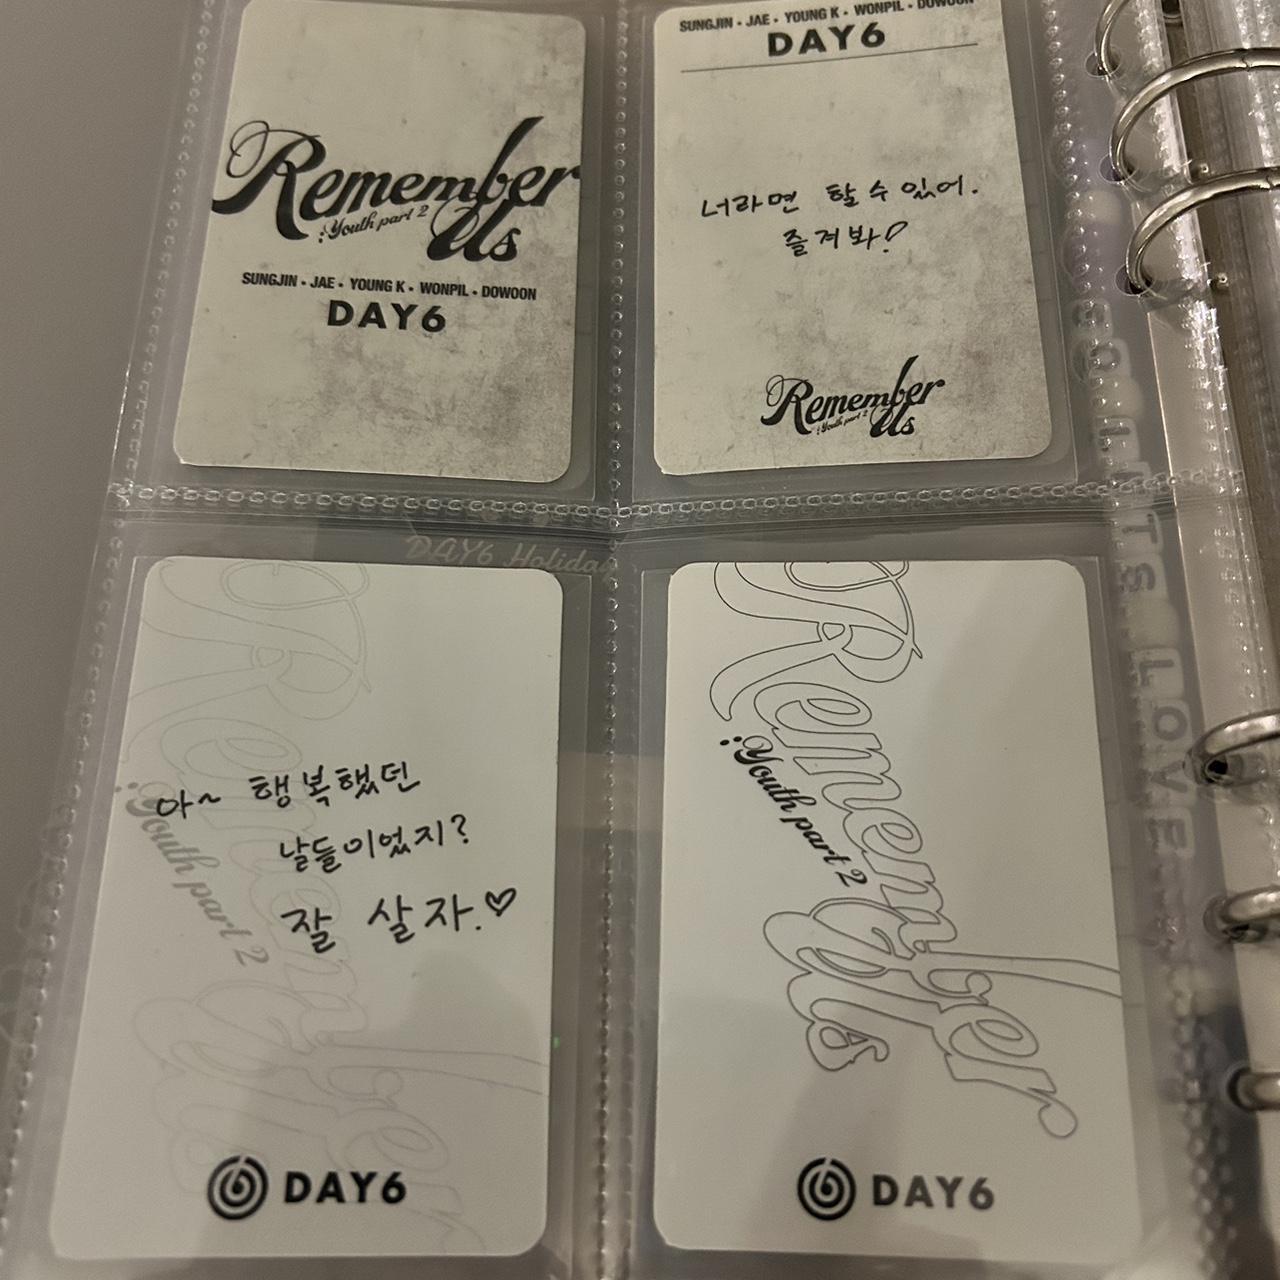 Remember
Us
:Youth part 2
SUNGJIN • JAE • YOUNG K • WONPIL • DOWOON
DAY6
SUNGJIN • JAE • YOUNG K • WONPIL • DOWOON
DAY6
너라면 할 수 있어.
즐겨봐!
Remember
Us
:Youth part 2
DAY6 Holiday
Remember
:Youth part 2
Us
아~ 행복했던
날들이었지?
잘 살자.♡
DAY6
Remember
:Youth part 2
Us
DAY6
LOVE